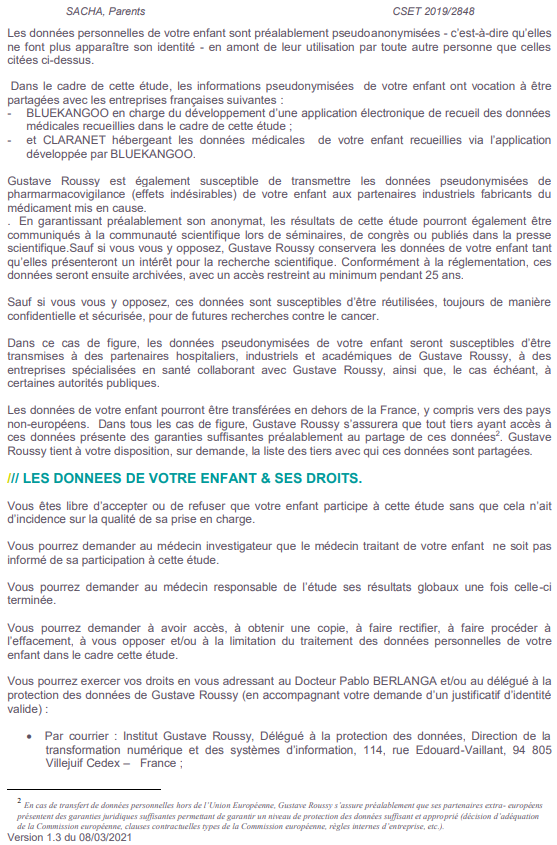 SACHA, Parents CSET 2019/2848
Les données personnelles de votre enfant sont préalablement pseudoanonymisées - c’est-à-dire qu’elles
ne font plus apparaître son identité - en amont de leur utilisation par toute autre personne que celles
citées ci-dessus.
Dans le cadre de cette étude, les informations pseudonymisées de votre enfant ont vocation à être
partagées avec les entreprises françaises suivantes :
- BLUEKANGOO en charge du développement d’une application électronique de recueil des données
médicales recueillies dans le cadre de cette étude ;
- et CLARANET hébergeant les données médicales de votre enfant recueillies via l’application
développée par BLUEKANGOO.
Gustave Roussy est également susceptible de transmettre les données pseudonymisées de
pharmacovigilance (effets indésirables) de votre enfant aux partenaires industriels fabricants du
médicament mis en cause.
. En garantissant préalablement son anonymat, les résultats de cette étude pourront également être
communiqués à la communauté scientifique lors de séminaires, de congrès ou publiés dans la presse
scientifique.Sauf si vous vous y opposez, Gustave Roussy conservera les données de votre enfant tant
qu’elles présenteront un intérêt pour la recherche scientifique. Conformément à la réglementation, ces
données seront ensuite archivées, avec un accès restreint au minimum pendant 25 ans.
Sauf si vous vous y opposez, ces données sont susceptibles d’être réutilisées, toujours de manière
confidentielle et sécurisée, pour de futures recherches contre le cancer.
Dans ce cas de figure, les données pseudonymisées de votre enfant seront susceptibles d’être
transmises à des partenaires hospitaliers, industriels et académiques de Gustave Roussy, à des
entreprises spécialisées en santé collaborant avec Gustave Roussy, ainsi que, le cas échéant, à
certaines autorités publiques.
Les données de votre enfant pourront être transférées en dehors de la France, y compris vers des pays
non-européens. Dans tous les cas de figure, Gustave Roussy s’assurera que tout tiers ayant accès à
ces données présente des garanties suffisantes préalablement au partage de ces données2. Gustave
Roussy tient à votre disposition, sur demande, la liste des tiers avec qui ces données sont partagées.
/// LES DONNEES DE VOTRE ENFANT & SES DROITS.
Vous êtes libre d’accepter ou de refuser que votre enfant participe à cette étude sans que cela n’ait
d’incidence sur la qualité de sa prise en charge.
Vous pourrez demander au médecin investigateur que le médecin traitant de votre enfant ne soit pas
informé de sa participation à cette étude.
Vous pourrez demander au médecin responsable de l’étude ses résultats globaux une fois celle-ci
terminée.
Vous pourrez demander à avoir accès, à obtenir une copie, à faire rectifier, à faire procéder à
l’effacement, à vous opposer et/ou à la limitation du traitement des données personnelles de votre
enfant dans le cadre cette étude.
Vous pourrez exercer vos droits en vous adressant au Docteur Pablo BERLANGA et/ou au délégué à la
protection des données de Gustave Roussy (en accompagnant votre demande d’un justificatif d’identité
valide) :
• Par courrier : Institut Gustave Roussy, Délégué à la protection des données, Direction de la
transformation numérique et des systèmes d’information, 114, rue Edouard-Vaillant, 94 805
Villejuif Cedex – France ;
2 En cas de transfert de données personnelles hors de l’Union Européenne, Gustave Roussy s’assure préalablement que ses partenaires extra- européens
présentent des garanties juridiques suffisantes permettant de garantir un niveau de protection des données suffisant et approprié (décision d’adéquation
de la Commission européenne, clauses contractuelles types de la Commission européenne, règles internes d’entreprise, etc.).
Version 1.3 du 08/03/2021